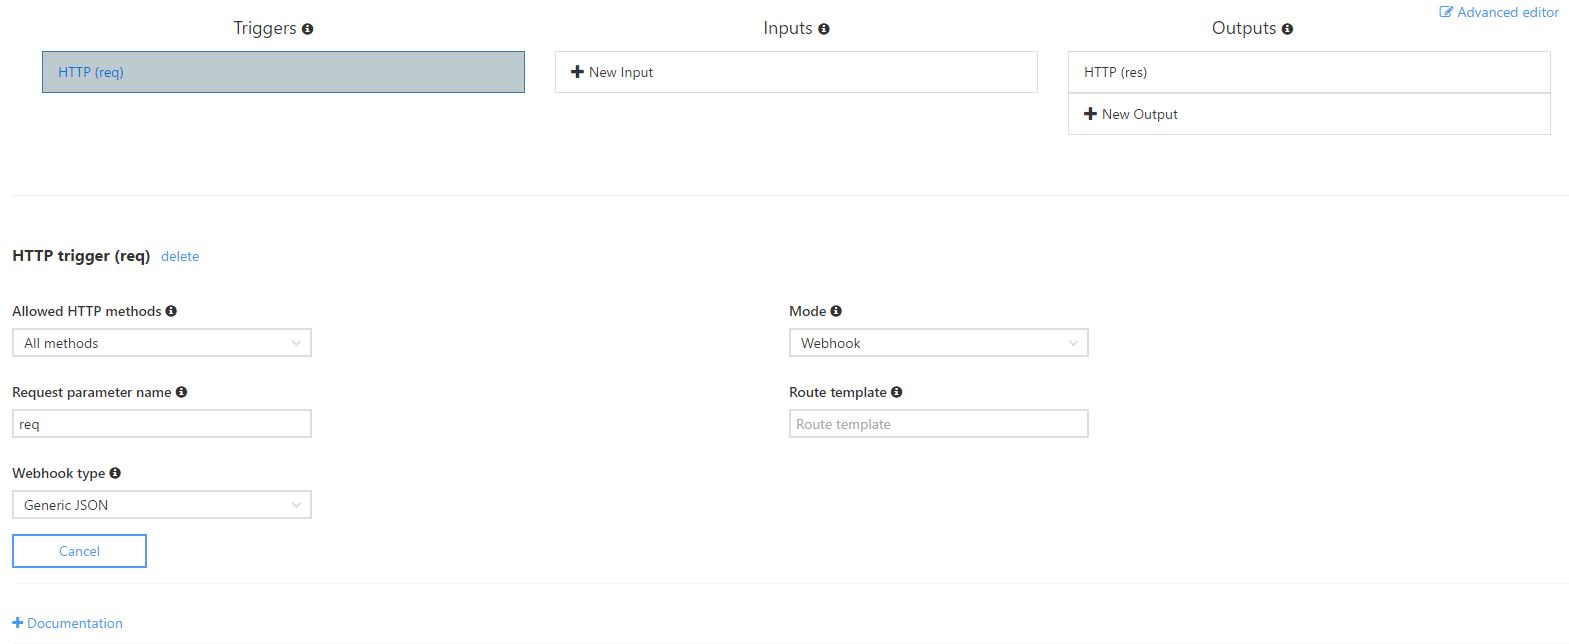 Advanced editor
Triggers
Inputs
Outputs
HTTP (req)
New Input
HTTP (res)
New Output
HTTP trigger (req) delete
Allowed HTTP methods
Mode
All methods
Webhook
Request parameter name
Route template
req
Route template
Webhook type
Generic JSON
Cancel
Documentation